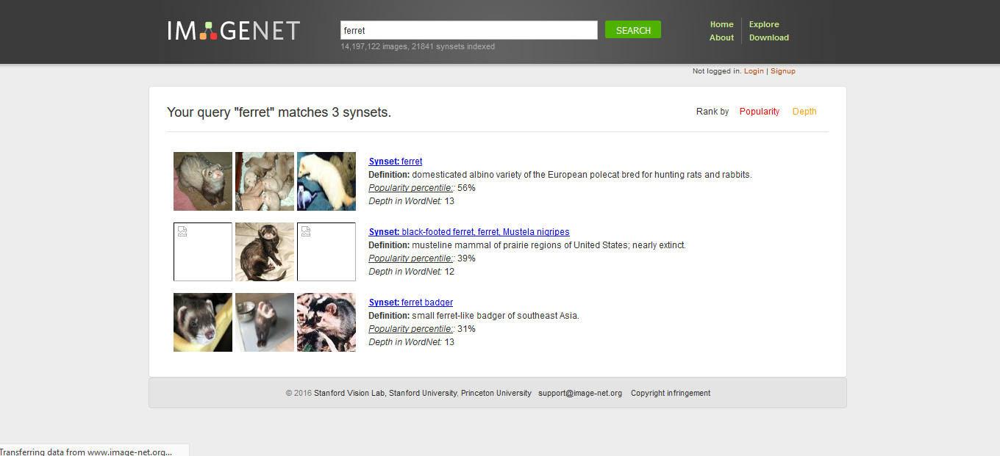 IMAGENET
ferret
SEARCH
14,197,122 images, 21841 synsets indexed
Home
Explore
About
Download
Not logged in. Login | Signup
Your query "ferret" matches 3 synsets.
Rank by Popularity Depth
Synset: ferret
Definition: domesticated albino variety of the European polecat bred for hunting rats and rabbits.
Popularity percentile:: 56%
Depth in WordNet: 13
Synset: black-footed ferret, ferret, Mustela nigripes
Definition: musteline mammal of prairie regions of United States; nearly extinct.
Popularity percentile:: 39%
Depth in WordNet: 12
Synset: ferret badger
Definition: small ferret-like badger of southeast Asia.
Popularity percentile:: 31%
Depth in WordNet: 13
© 2016 Stanford Vision Lab, Stanford University, Princeton University support@image-net.org Copyright infringement
Transferring data from www.image-net.org...